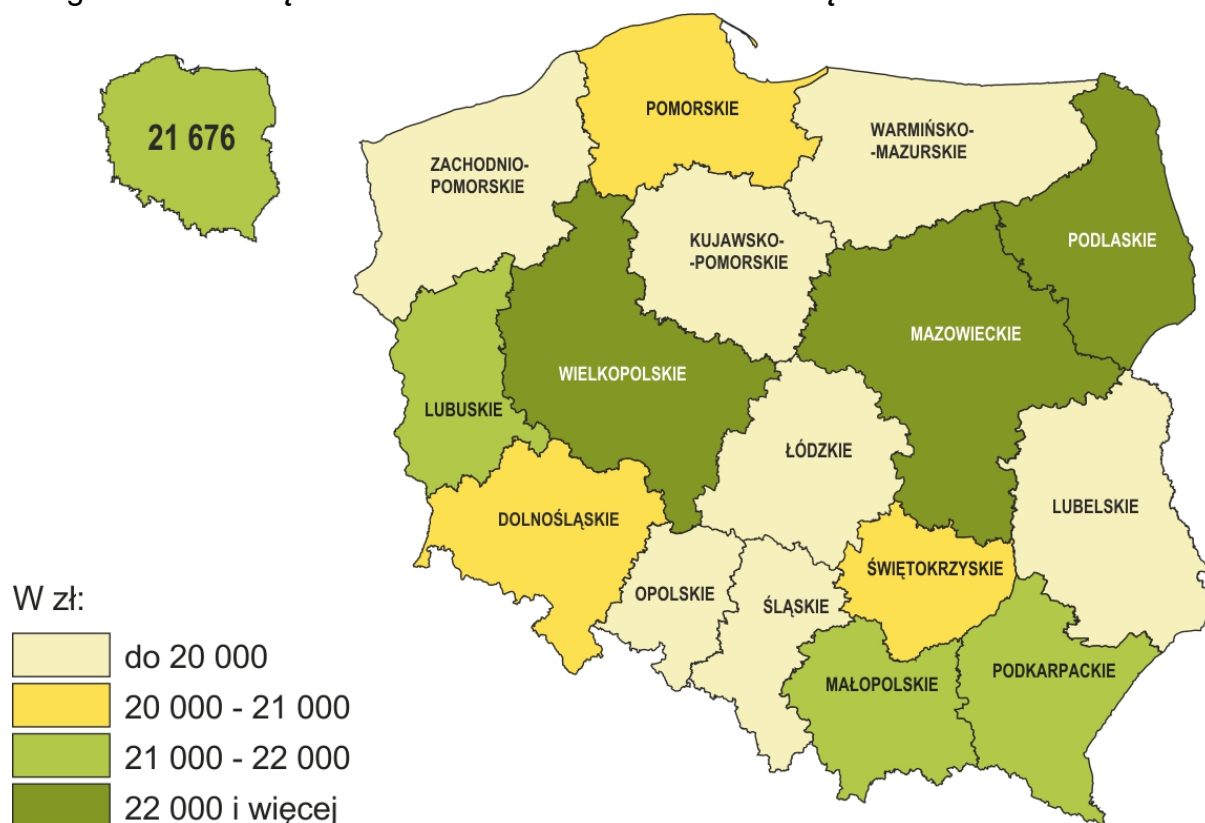 21 676
POMORSKIE
WARMIŃSKO-
-MAZURSKIE
ZACHODNIO-
POMORSKIE
KUJAWSKO-
-POMORSKIE
PODLASKIE
MAZOWIECKIE
WIELKOPOLSKIE
LUBUSKIE
ŁÓDZKIE
LUBELSKIE
DOLNOŚLĄSKIE
ŚWIĘTOKRZYSKIE
OPOLSKIE
ŚLĄSKIE
MAŁOPOLSKIE
PODKARPACKIE
W zł:
do 20 000
20 000 - 21 000
21 000 - 22 000
22 000 i więcej